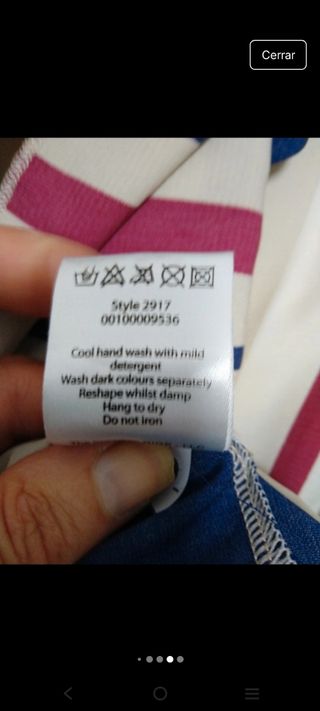 Cerrar
Style 2917
00100009536
Cool hand wash with mild
detergent
Wash dark colours separately
Reshape whilst damp
Hang to dry
Do not iron